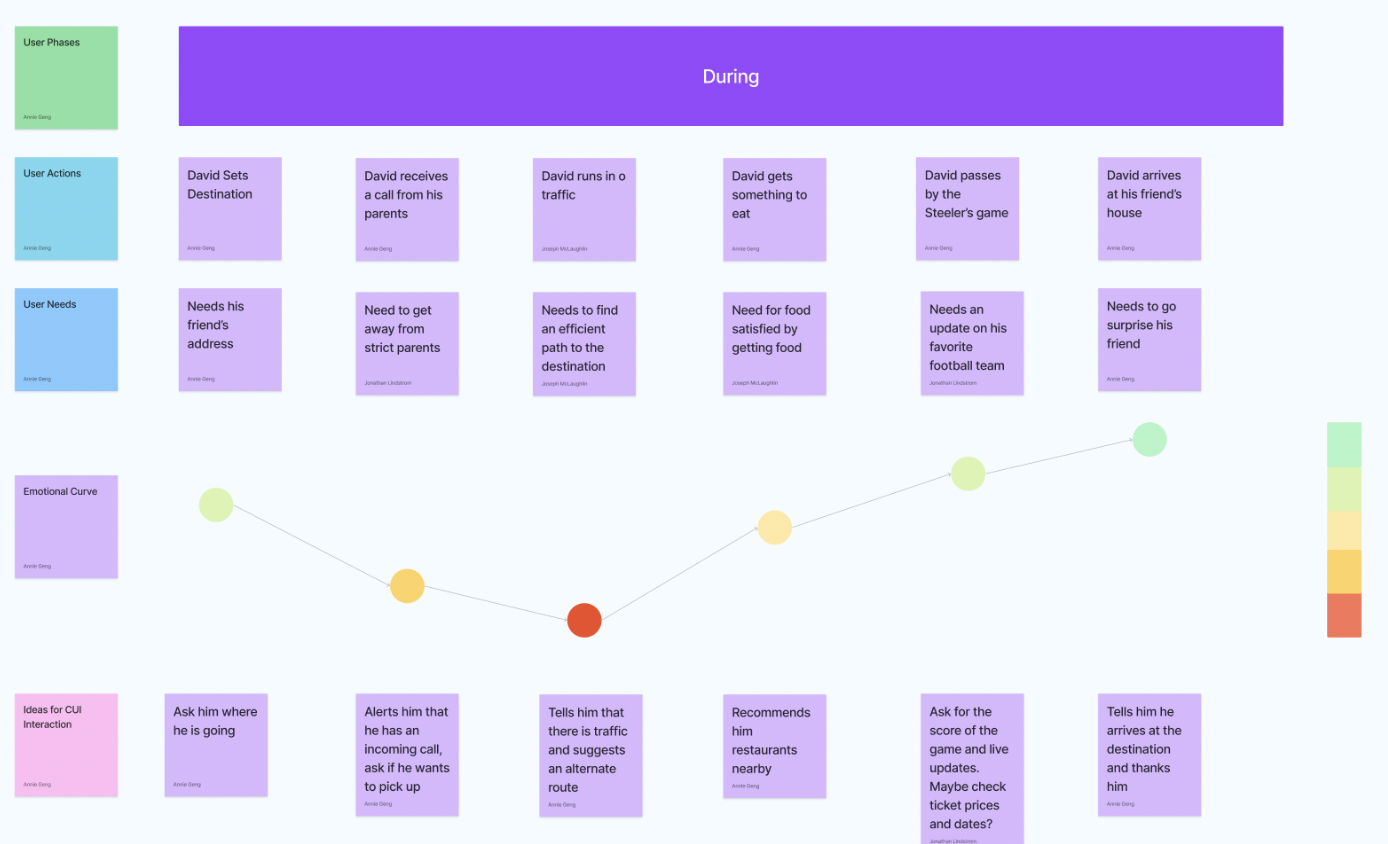 User Phases
Annie Geng
During
User Actions
Annie Geng
David Sets
Destination
Annie Geng
David receives
a call from his
parents
Annie Geng
David runs in o
traffic
Joseph McLaughlin
David gets
something to
eat
Annie Geng
David passes
by the
Steeler's game
Annie Geng
David arrives
at his friend's
house
Annie Geng
User Needs
Annie Geng
Needs his
friend's
address
Annie Geng
Need to get
away from
strict parents
Jonathan Lindstrom
Needs to find
an efficient
path to the
destination
Joseph McLaughlin
Need for food
satisfied by
getting food
Joseph McLaughlin
Needs an
update on his
favorite
football team
Jonathan Lindstrom
Needs to go
surprise his
friend
Annie Geng
Emotional Curve
Annie Geng
Ideas for CUI
Interaction
Annie Geng
Ask him where
he is going
Annie Geng
Alerts him that
he has an
incoming call,
ask if he wants
to pick up
Annie Geng
Tells him that
there is traffic
and suggests
an alternate
route
Annie Geng
Recommends
him
restaurants
nearby
Annie Geng
Ask for the
score of the
game and live
updates.
Maybe check
ticket prices
and dates?
Jonathan Lindstrom
Tells him he
arrives at the
destination
and thanks
him
Annie Geng